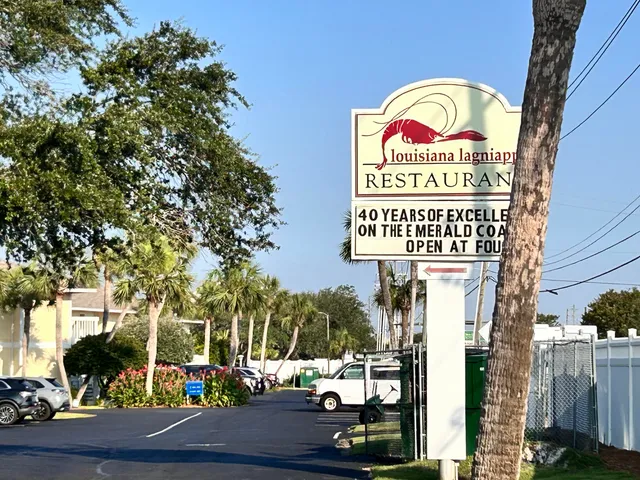 louisiana lagniapp
RESTAURAN
40 YEARS OF EXCELLE
ON THE EMERALD COA
OPEN AT FOU